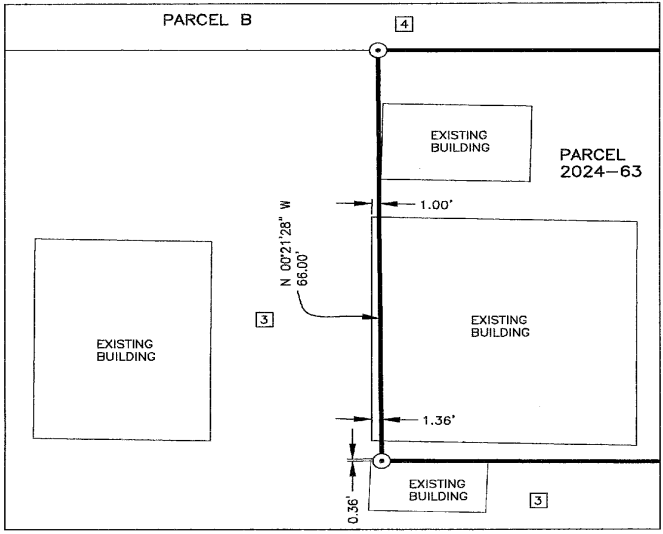 PARCEL B
4
EXISTING
BUILDING
PARCEL
2024-63
1.00'
N 00°21'28" W
66.00'
3
EXISTING
BUILDING
EXISTING
BUILDING
1.36'
0.36'
EXISTING
BUILDING
3